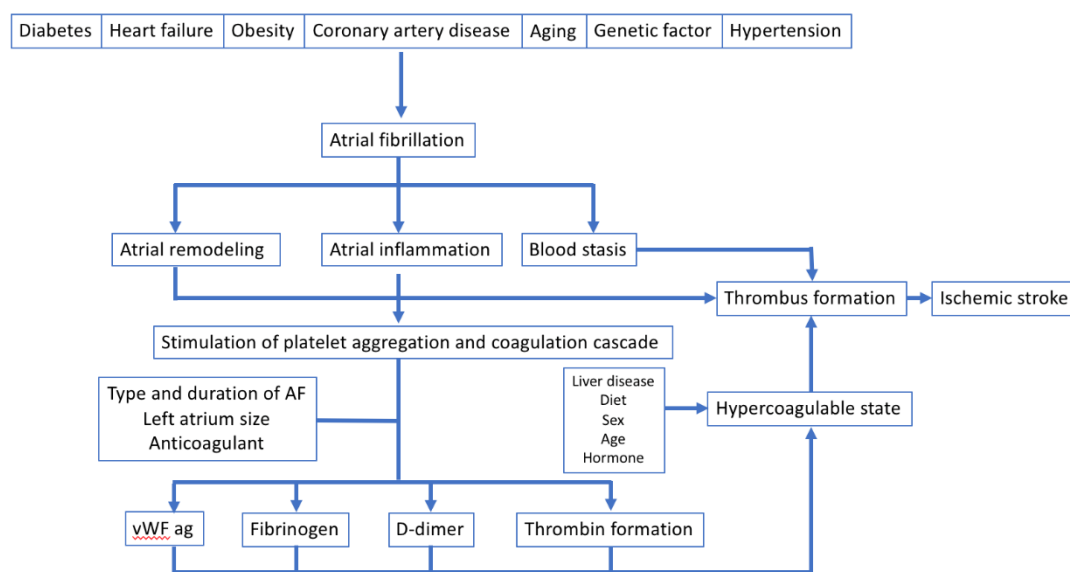 Diabetes
Heart failure
Obesity
Coronary artery disease
Aging
Genetic factor
Hypertension
Atrial fibrillation
Atrial remodeling
Atrial inflammation
Blood stasis
Thrombus formation
Ischemic stroke
Stimulation of platelet aggregation and coagulation cascade
Type and duration of AF
Left atrium size
Anticoagulant
Liver disease
Diet
Sex
Age
Hormone
Hypercoagulable state
vWF ag
Fibrinogen
D-dimer
Thrombin formation